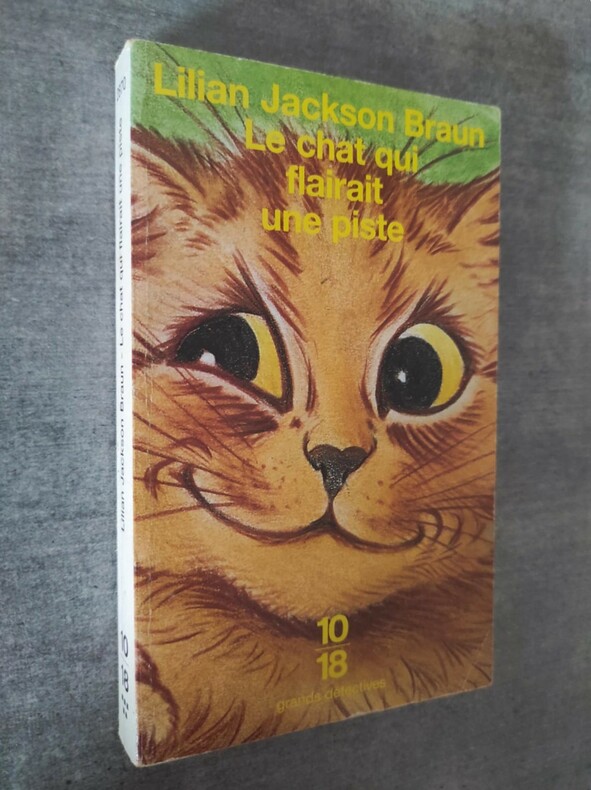 Lilian Jackson Braun
Le chat qui
flairait
une piste
10
18
grands détectives
Lilian Jackson Braun - Le chat qui flairait une piste